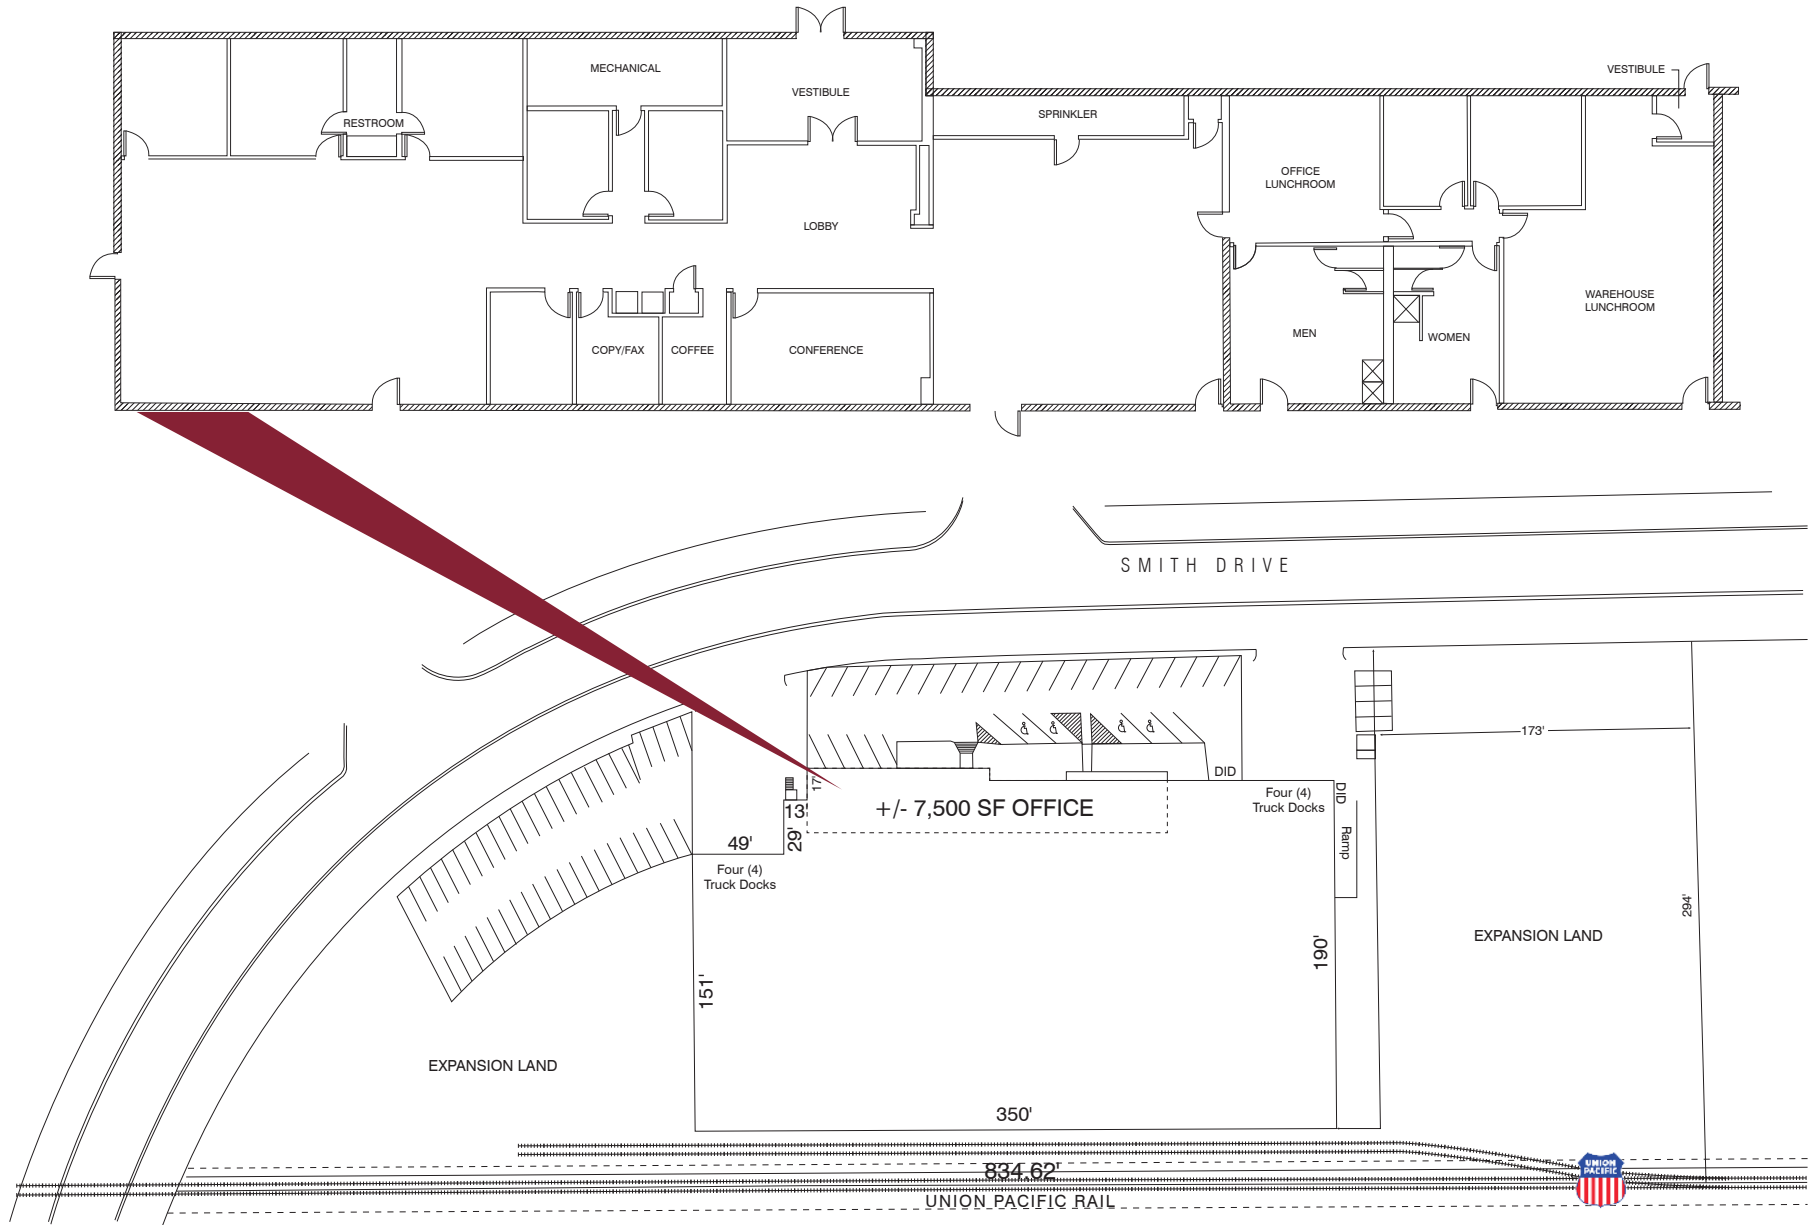 MECHANICAL
VESTIBULE
RESTROOM
VESTIBULE
SPRINKLER
OFFICE
LUNCHROOM
LOBBY
WAREHOUSE
LUNCHROOM
MEN
WOMEN
COPY/FAX
COFFEE
CONFERENCE
SMITH DRIVE
173'
DID
DID
17'
+/- 7,500 SF OFFICE
Four (4)
Truck Docks
13'
29'
49'
Four (4)
Truck Docks
Ramp
294'
EXPANSION LAND
190'
151'
EXPANSION LAND
350'
834.62'
UNION PACIFIC RAIL
UNION
PACIFIC